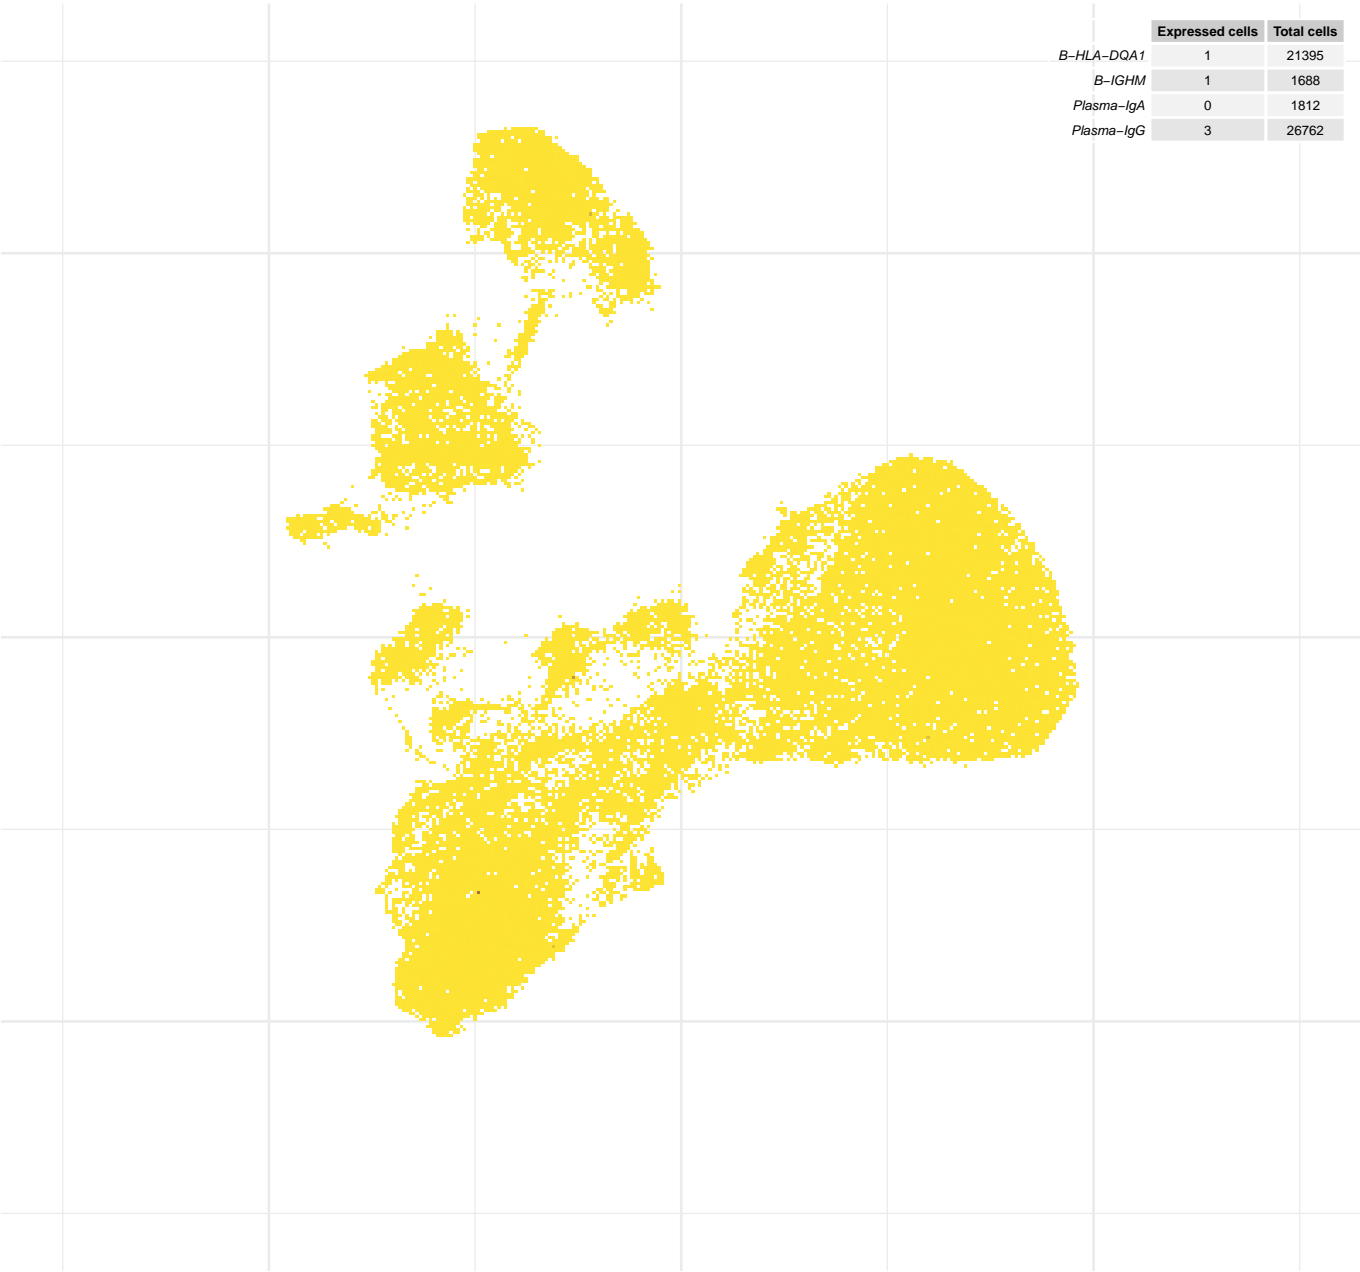 Expressed cells Total cells
B−HLA−DQA1 1 21395
B−IGHM 1 1688
Plasma−IgA 0 1812
Plasma−IgG 3 26762